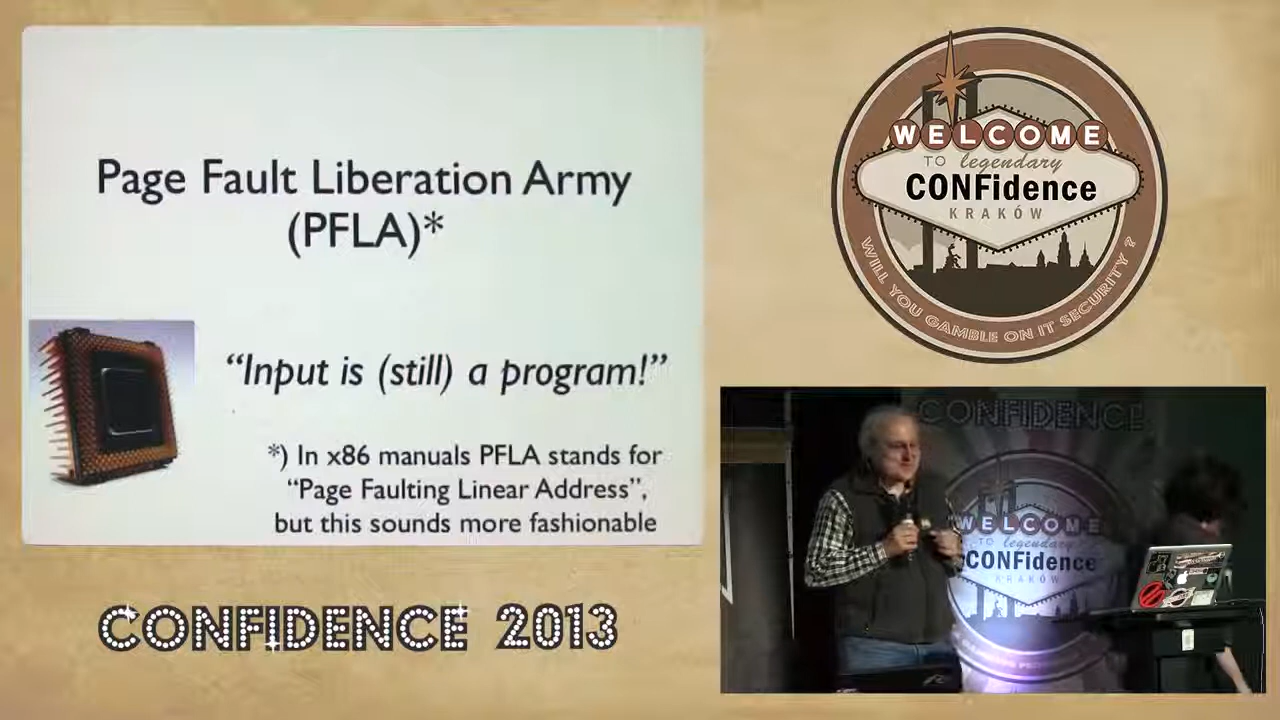 Page Fault Liberation Army
(PFLA)*
“Input is (still) a program!”
*) In x86 manuals PFLA stands for
“Page Faulting Linear Address”,
but this sounds more fashionable
CONFIDENCE 2013
WELCOME
TO legendary
CONFidence
KRAKÓW
WILL YOU GAMBLE ON IT SECURITY ?
CONFIDENCE
WELCOME
TO legendary
CONFidence
KRAKÓW